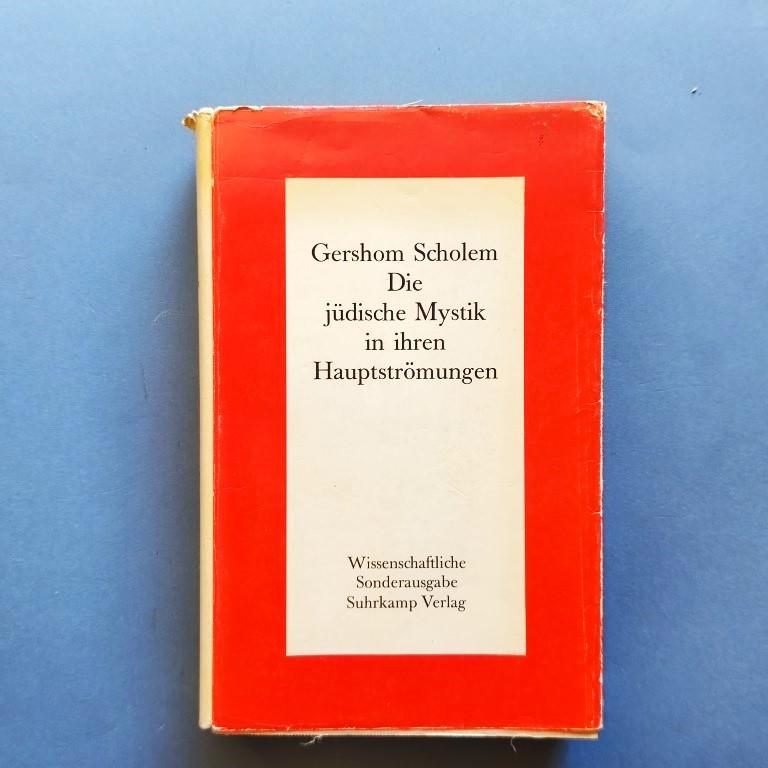 Gershom Scholem
Die
jüdische Mystik
in ihren
Hauptströmungen
Wissenschaftliche
Sonderausgabe
Suhrkamp Verlag